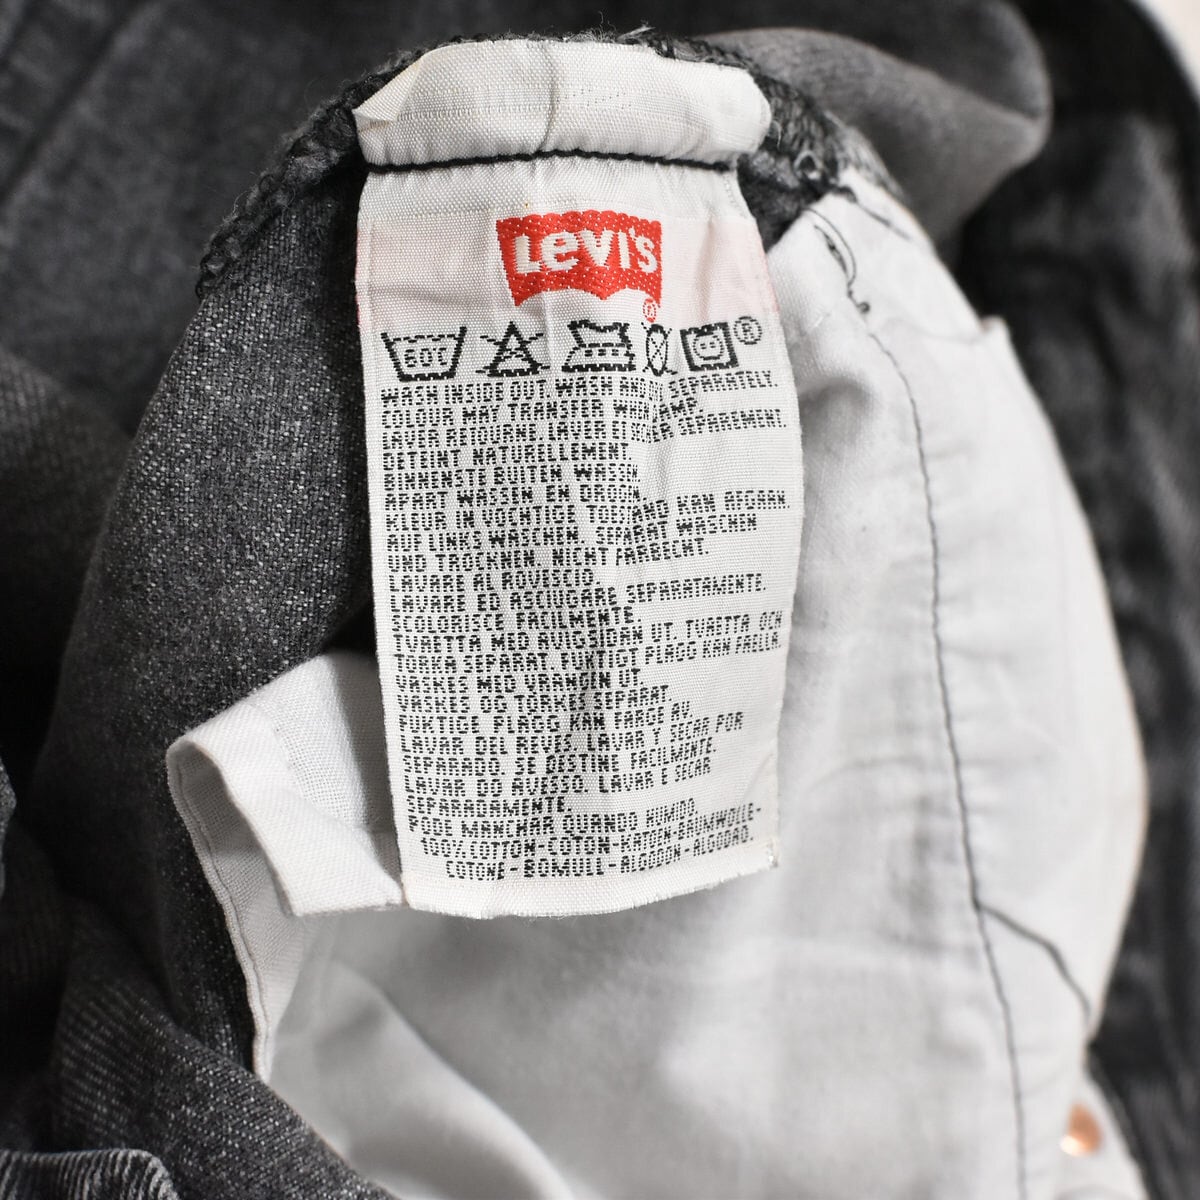 Levi's
®
60C
®
WASH INSIDE OUT. WASH AND DRY SEPARATELY.
COLOUR MAY TRANSFER WHEN DAMP.
LAVER RETOURNE. LAVER ET SECHER SEPAREMENT.
DETEINT NATURELLEMENT.
BINNENSTE BUITEN WASSEN.
APART WASSEN EN DROGEN.
KLEUR IN VOCHTIGE KAN AFGAAN.
AUF LINKS WASCHEN. SEPARAT WASCHEN
UND TROCKNEN. NICHT FARBECHT.
LAVARE AL ROVESCIO.
LAVARE ED ASCIUGARE SEPARATAMENTE.
SCOLORISCE FACILMENTE.
TVAETTA MED AVIGSIDAN UT. TVAETTA OCH
TORKA SEPARAT. FUKTIGT PLAGG KAN FAELLA.
VASKES MED VRANGEN UT
VASKES OG TORKES SEPARAT.
FUKTIGE PLAGG KAN FARGE AV
LAVAR DEL REVES. LAVAR Y SECAR POR
SEPARADO. SE DESTINE FACILMENTE.
LAVAR DO AVESSO. LAVAR E SECAR
SEPARADAMENTE.
PODE MANCHAR QUANDO HUMIDO.
100% COTTON-COTON-KATOEN-BAUMWOLLE-
COTONE-BOMULL-ALGODON-ALGODAO.